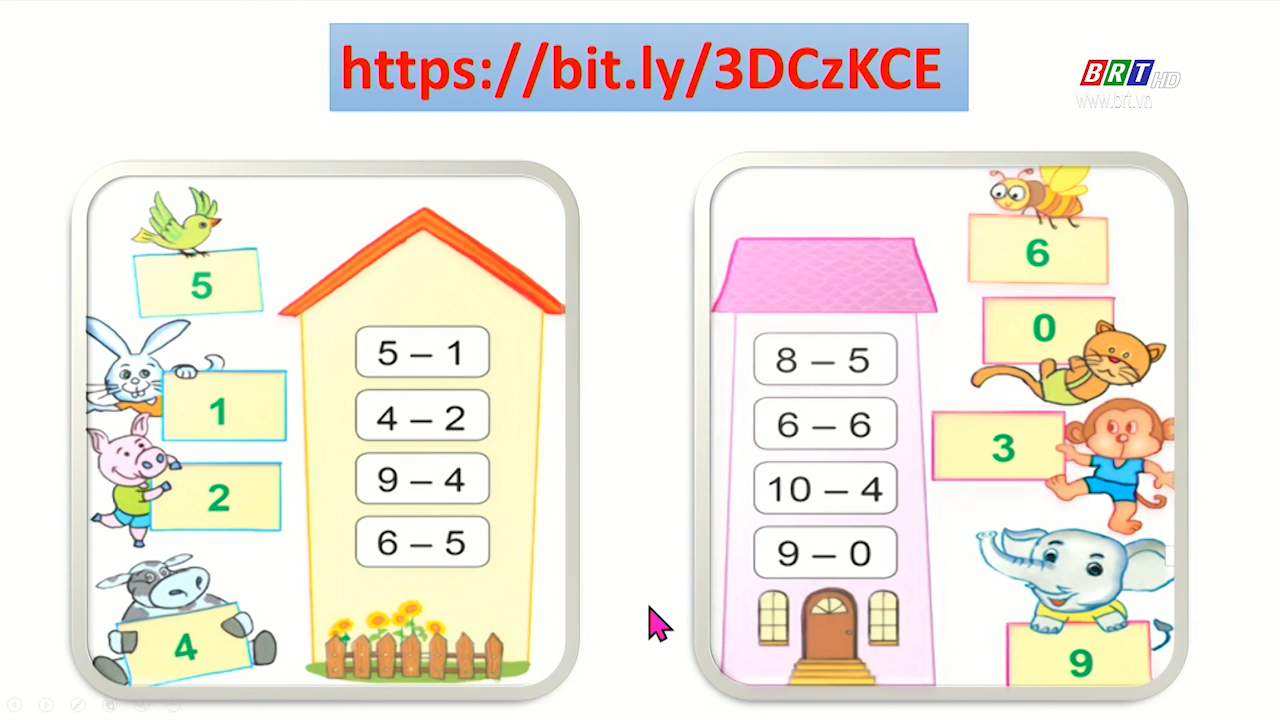 https://bit.ly/3DCzKCE
BRT HD
www.brt.vn
5
1
2
4
5 – 1
4 – 2
9 – 4
6 – 5
8 – 5
6 – 6
10 – 4
9 – 0
6
0
3
9